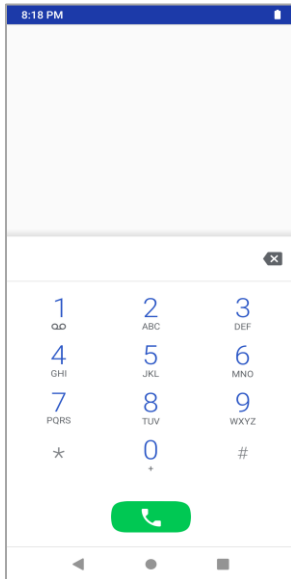 8:18 PM
1 2 3
ABC DEF
4 5 6
GHI JKL MNO
7 8 9
PQRS TUV WXYZ
* 0 #
+